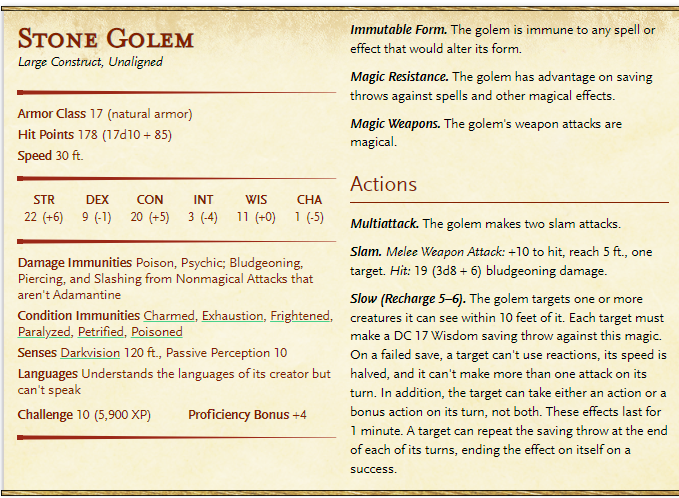 STONE GOLEM
Large Construct, Unaligned
Armor Class 17 (natural armor)
Hit Points 178 (17d10 + 85)
Speed 30 ft.
STR DEX CON INT WIS CHA
22 (+6) 9 (-1) 20 (+5) 3 (-4) 11 (+0) 1 (-5)
Damage Immunities Poison, Psychic; Bludgeoning,
Piercing, and Slashing from Nonmagical Attacks that
aren't Adamantine
Condition Immunities Charmed, Exhaustion, Frightened,
Paralyzed, Petrified, Poisoned
Senses Darkvision 120 ft., Passive Perception 10
Languages Understands the languages of its creator but
can't speak
Challenge 10 (5,900 XP) Proficiency Bonus +4
Immutable Form. The golem is immune to any spell or
effect that would alter its form.
Magic Resistance. The golem has advantage on saving
throws against spells and other magical effects.
Magic Weapons. The golem's weapon attacks are
magical.
Actions
Multiattack. The golem makes two slam attacks.
Slam. Melee Weapon Attack: +10 to hit, reach 5 ft., one
target. Hit: 19 (3d8 + 6) bludgeoning damage.
Slow (Recharge 5–6). The golem targets one or more
creatures it can see within 10 feet of it. Each target must
make a DC 17 Wisdom saving throw against this magic.
On a failed save, a target can't use reactions, its speed is
halved, and it can't make more than one attack on its
turn. In addition, the target can take either an action or a
bonus action on its turn, not both. These effects last for
1 minute. A target can repeat the saving throw at the end
of each of its turns, ending the effect on itself on a
success.